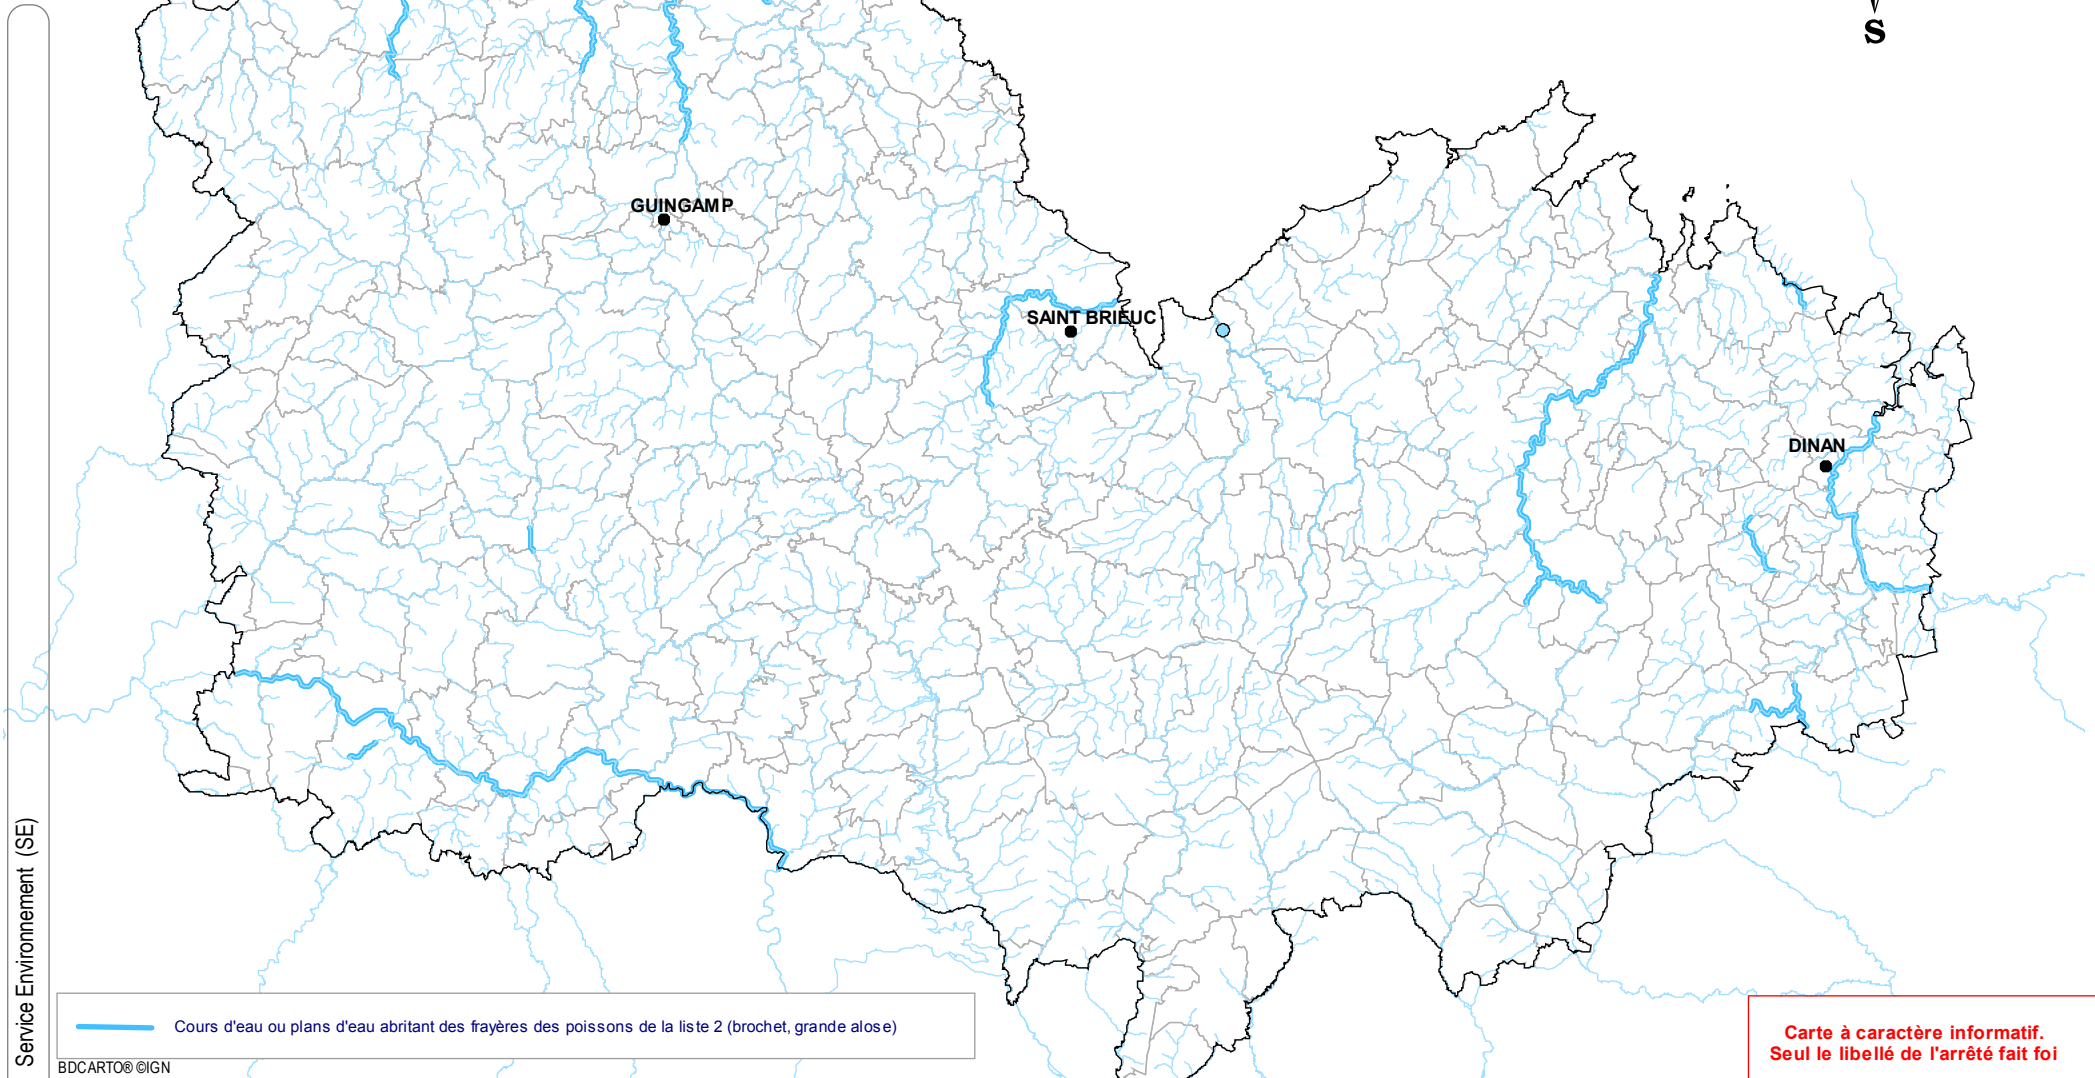 S
GUINGAMP
SAINT BRIEUC
DINAN
Service Environnement (SE)
Cours d'eau ou plans d'eau abritant des frayères des poissons de la liste 2 (brochet, grande alose)
BDCARTO® ©IGN
Carte à caractère informatif.
Seul le libellé de l'arrêté fait foi